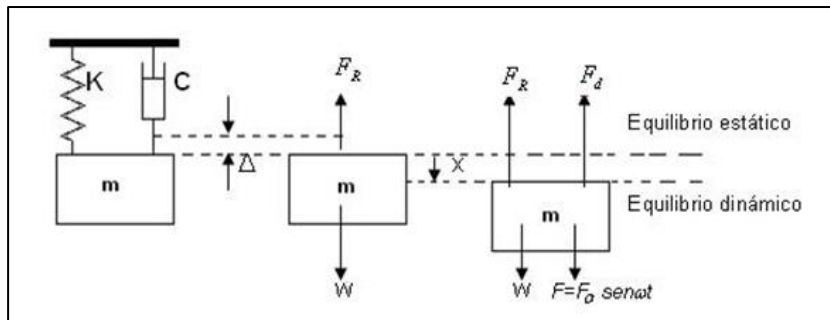 K C
F_R
F_R F_d
Equilibrio estático
m
Δ
m
X
m
Equilibrio dinámico
W
W F=F_o senωt